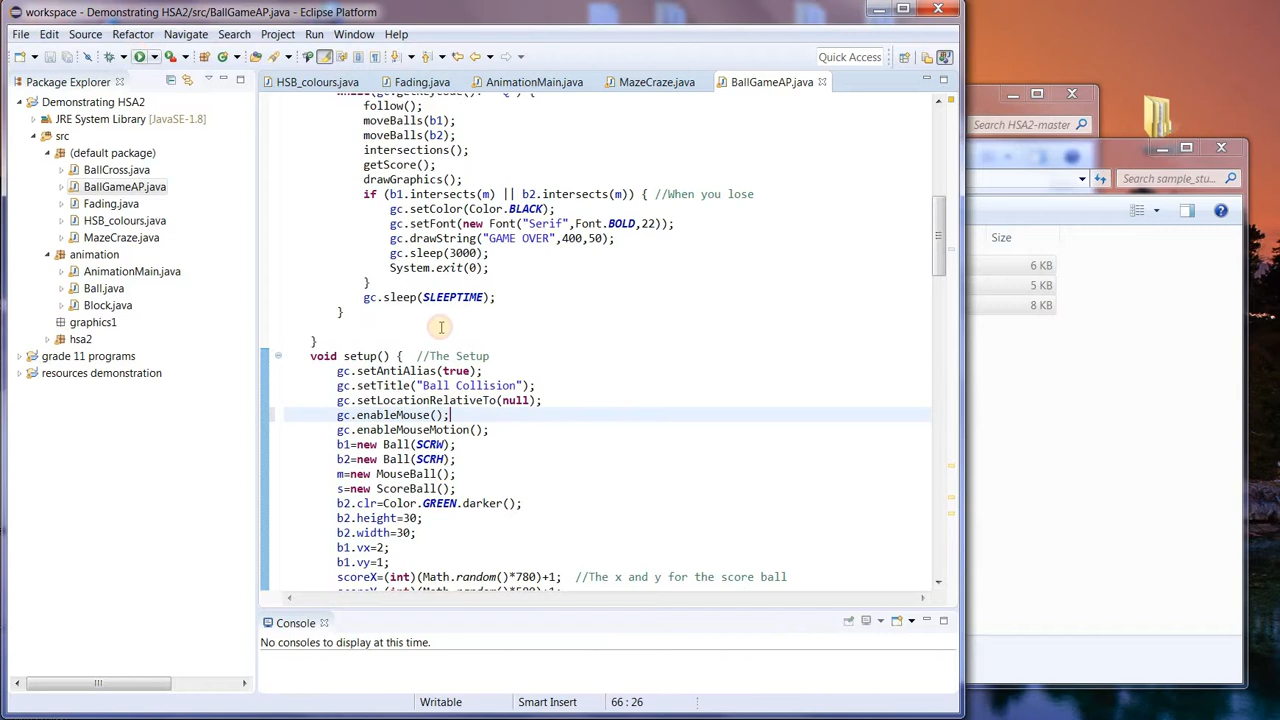 workspace - Demonstrating HSA2/src/BallGameAP.java - Eclipse Platform
File Edit Source Refactor Navigate Search Project Run Window Help
Quick Access
Package Explorer
Demonstrating HSA2
JRE System Library [JavaSE-1.8]
src
(default package)
BallCross.java
BallGameAP.java
Fading.java
HSB_colours.java
MazeCraze.java
animation
AnimationMain.java
Ball.java
Block.java
graphics1
hsa2
grade 11 programs
resources demonstration
HSB_colours.java Fading.java AnimationMain.java MazeCraze.java BallGameAP.java
follow();
moveBalls(b1);
moveBalls(b2);
intersections();
getScore();
drawGraphics();
if (b1.intersects(m) || b2.intersects(m)) { //When you lose
gc.setColor(Color.BLACK);
gc.setFont(new Font("Serif",Font.BOLD,22));
gc.drawString("GAME OVER",400,50);
gc.sleep(3000);
System.exit(0);
}
gc.sleep(SLEEPTIME);
}
}
void setup() { //The Setup
gc.setAntiAlias(true);
gc.setTitle("Ball Collision");
gc.setLocationRelativeTo(null);
gc.enableMouse();
gc.enableMouseMotion();
b1=new Ball(SCRW);
b2=new Ball(SCRH);
m=new MouseBall();
s=new ScoreBall();
b2.clr=Color.GREEN.darker();
b2.height=30;
b2.width=30;
b1.vx=2;
b1.vy=1;
scoreX=(int)(Math.random()*780)+1; //The x and y for the score ball
Console
No consoles to display at this time.
Writable Smart Insert 66 : 26
Search HSA2-master
Search sample_stu...
Size
6 KB
5 KB
8 KB